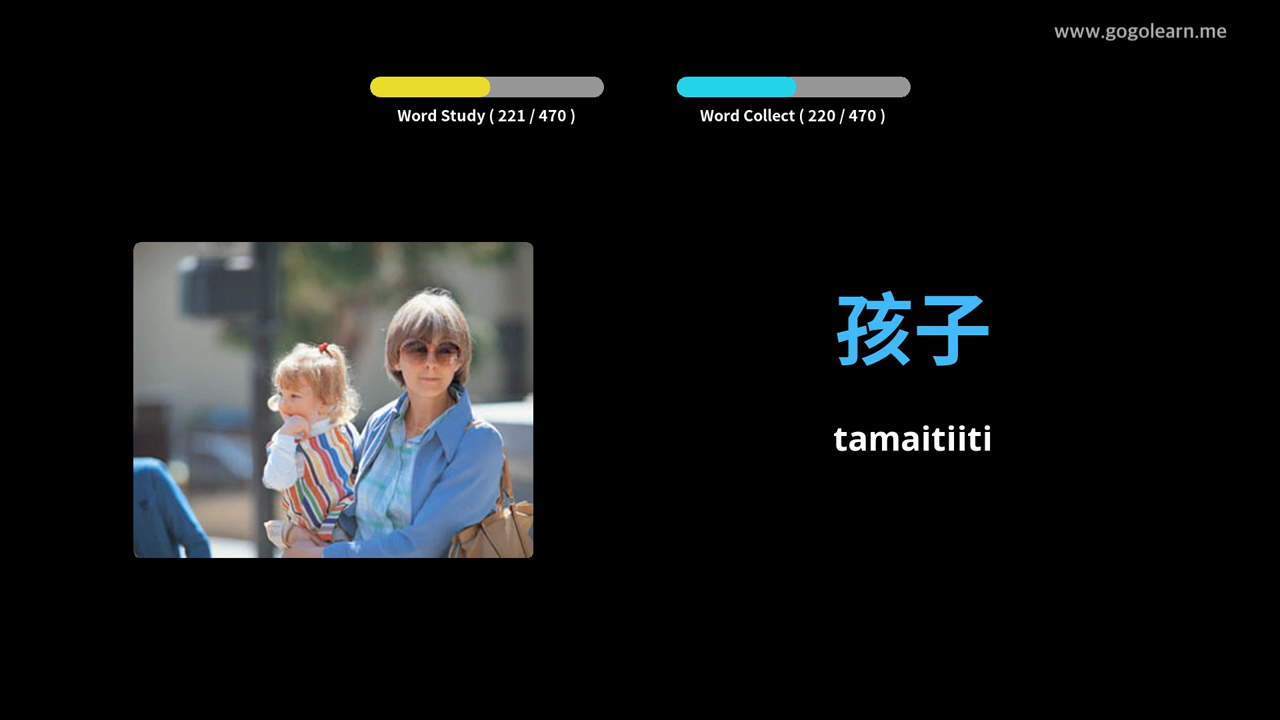 www.gogolearn.me
Word Study ( 221 / 470 )
Word Collect ( 220 / 470 )
孩子
tamaitiiti